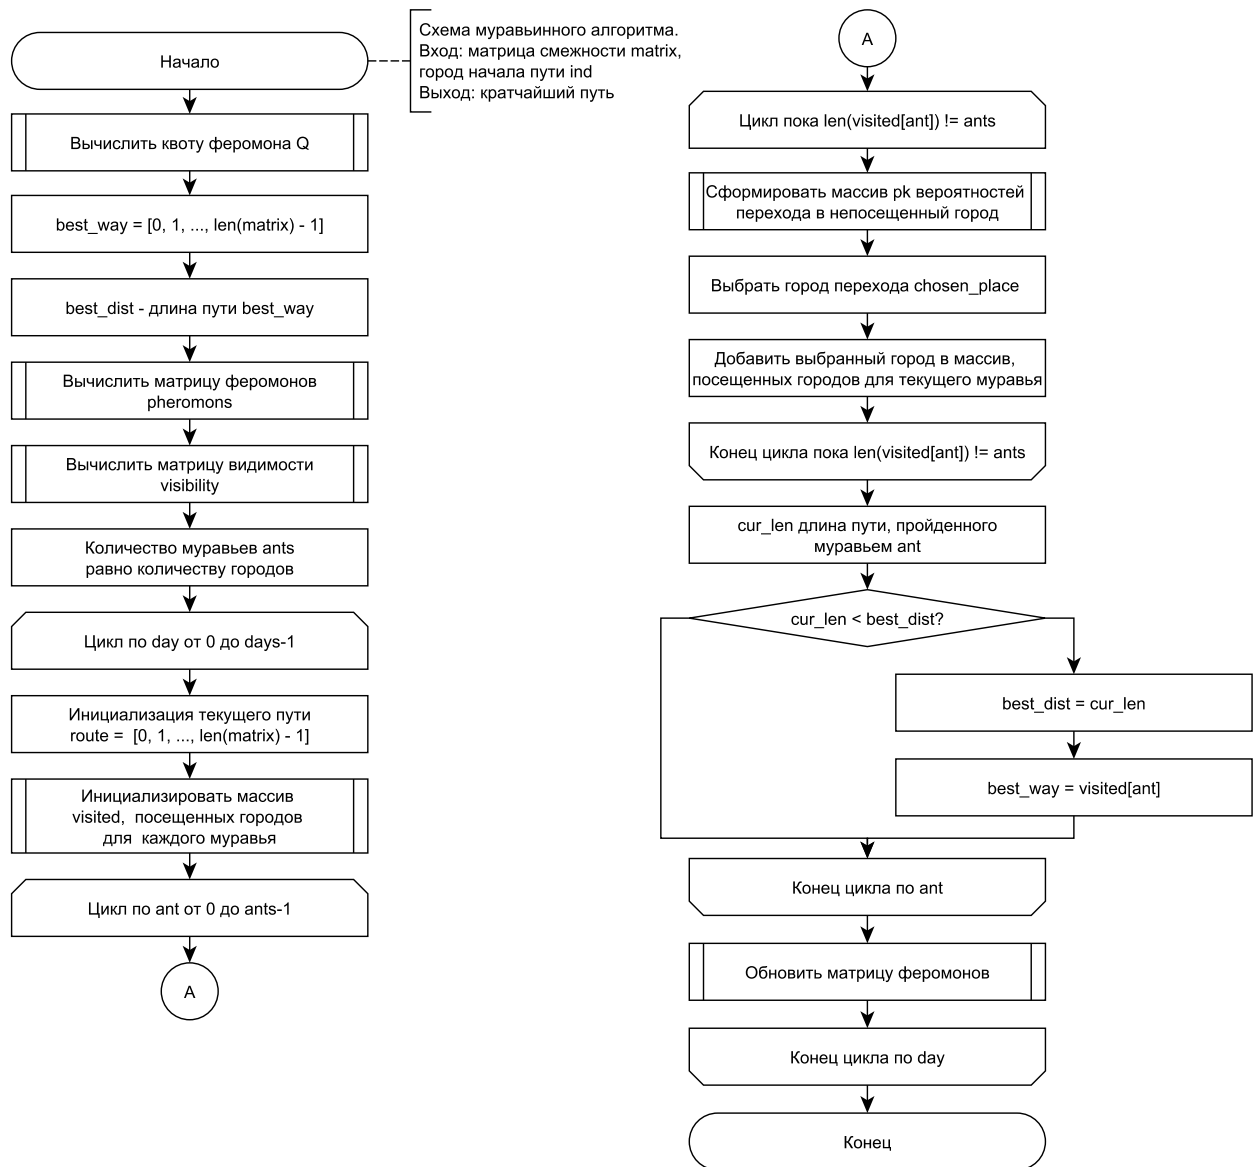 Начало
Схема муравьинного алгоритма.
Вход: матрица смежности matrix,
город начала пути ind
Выход: кратчайший путь
Вычислить квоту феромона Q
best_way = [0, 1, ..., len(matrix) - 1]
best_dist - длина пути best_way
Вычислить матрицу феромонов
pheromons
Вычислить матрицу видимости
visibility
Количество муравьев ants
равно количеству городов
Цикл по day от 0 до days-1
Инициализация текущего пути
route = [0, 1, ..., len(matrix) - 1]
Инициализировать массив
visited, посещенных городов
для каждого муравья
Цикл по ant от 0 до ants-1
А
А
Цикл пока len(visited[ant]) != ants
Сформировать массив pk вероятностей
перехода в непосещенный город
Выбрать город перехода chosen_place
Добавить выбранный город в массив,
посещенных городов для текущего муравья
Конец цикла пока len(visited[ant]) != ants
cur_len длина пути, пройденного
муравьем ant
cur_len < best_dist?
best_dist = cur_len
best_way = visited[ant]
Конец цикла по ant
Обновить матрицу феромонов
Конец цикла по day
Конец